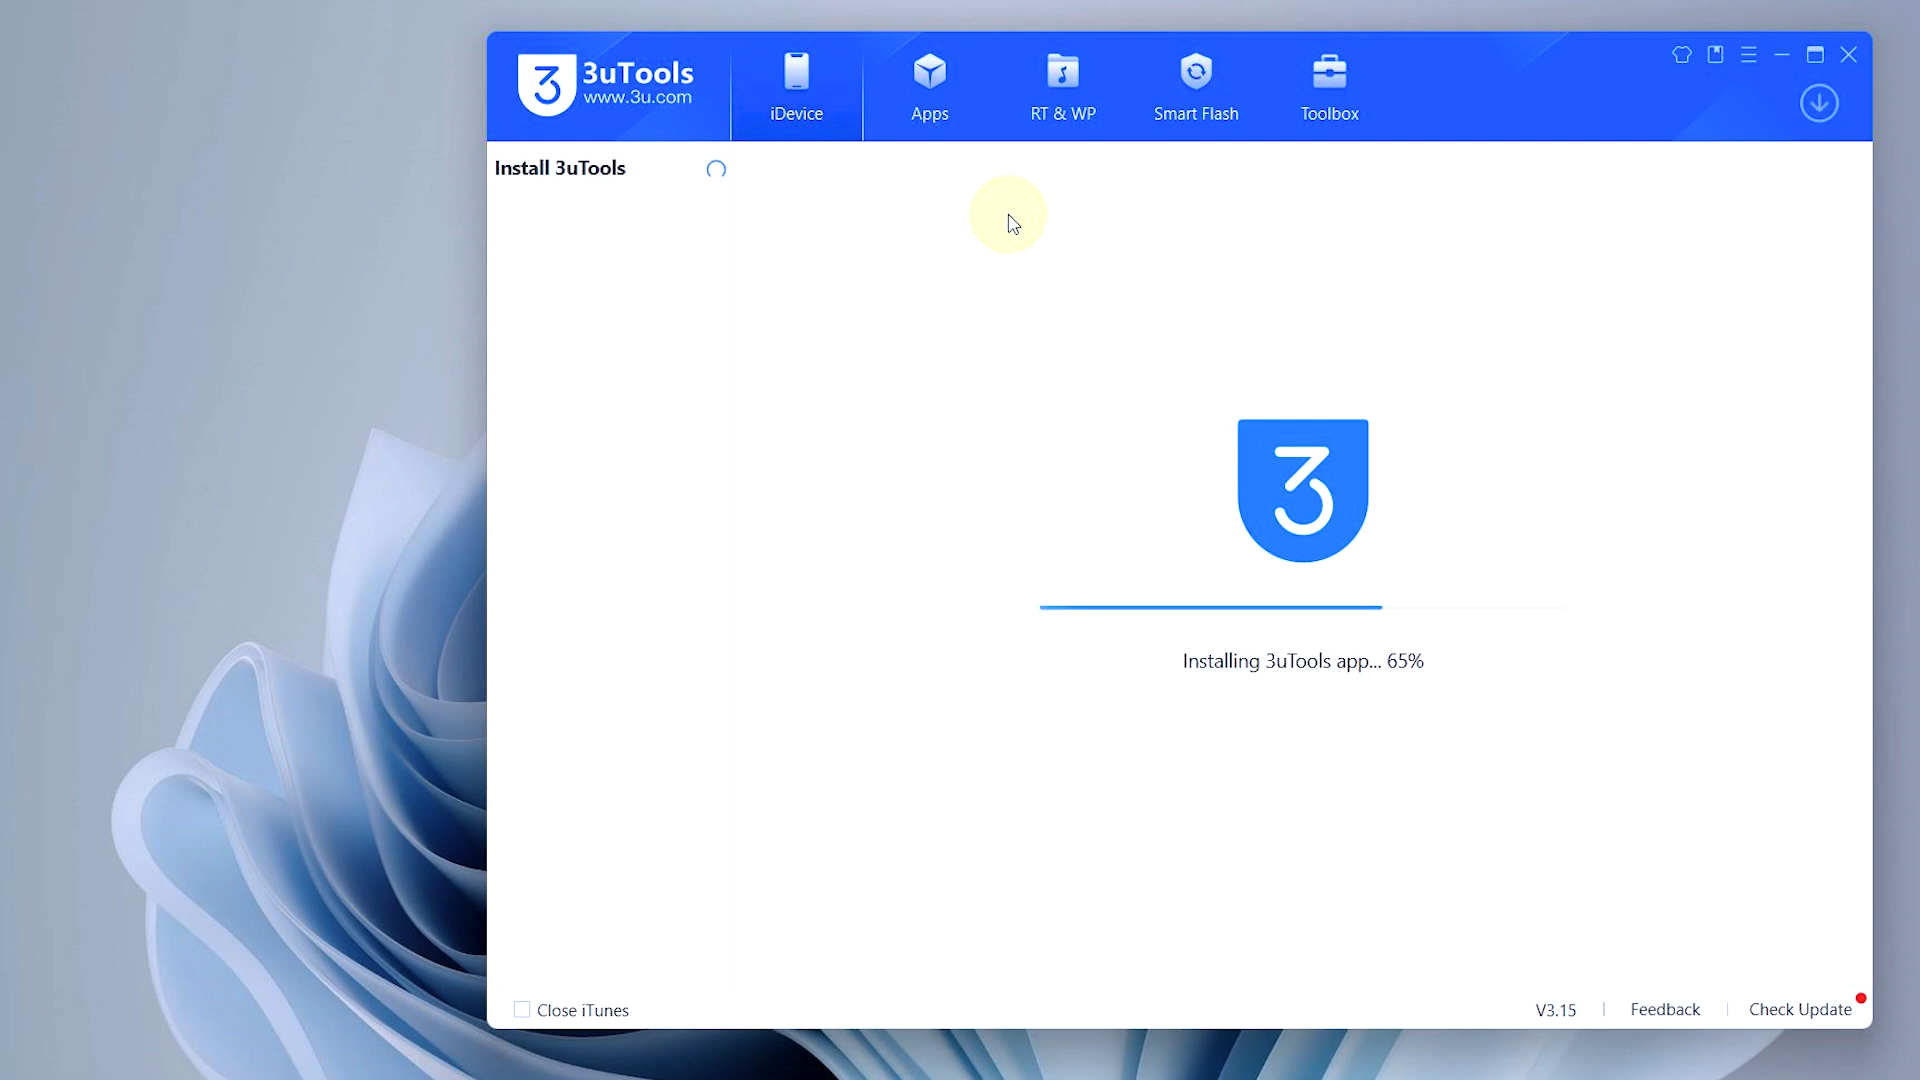 3uTools
www.3u.com
iDevice
Apps
RT & WP
Smart Flash
Toolbox
Install 3uTools
Installing 3uTools app... 65%
Close iTunes
V3.15
Feedback
Check Update